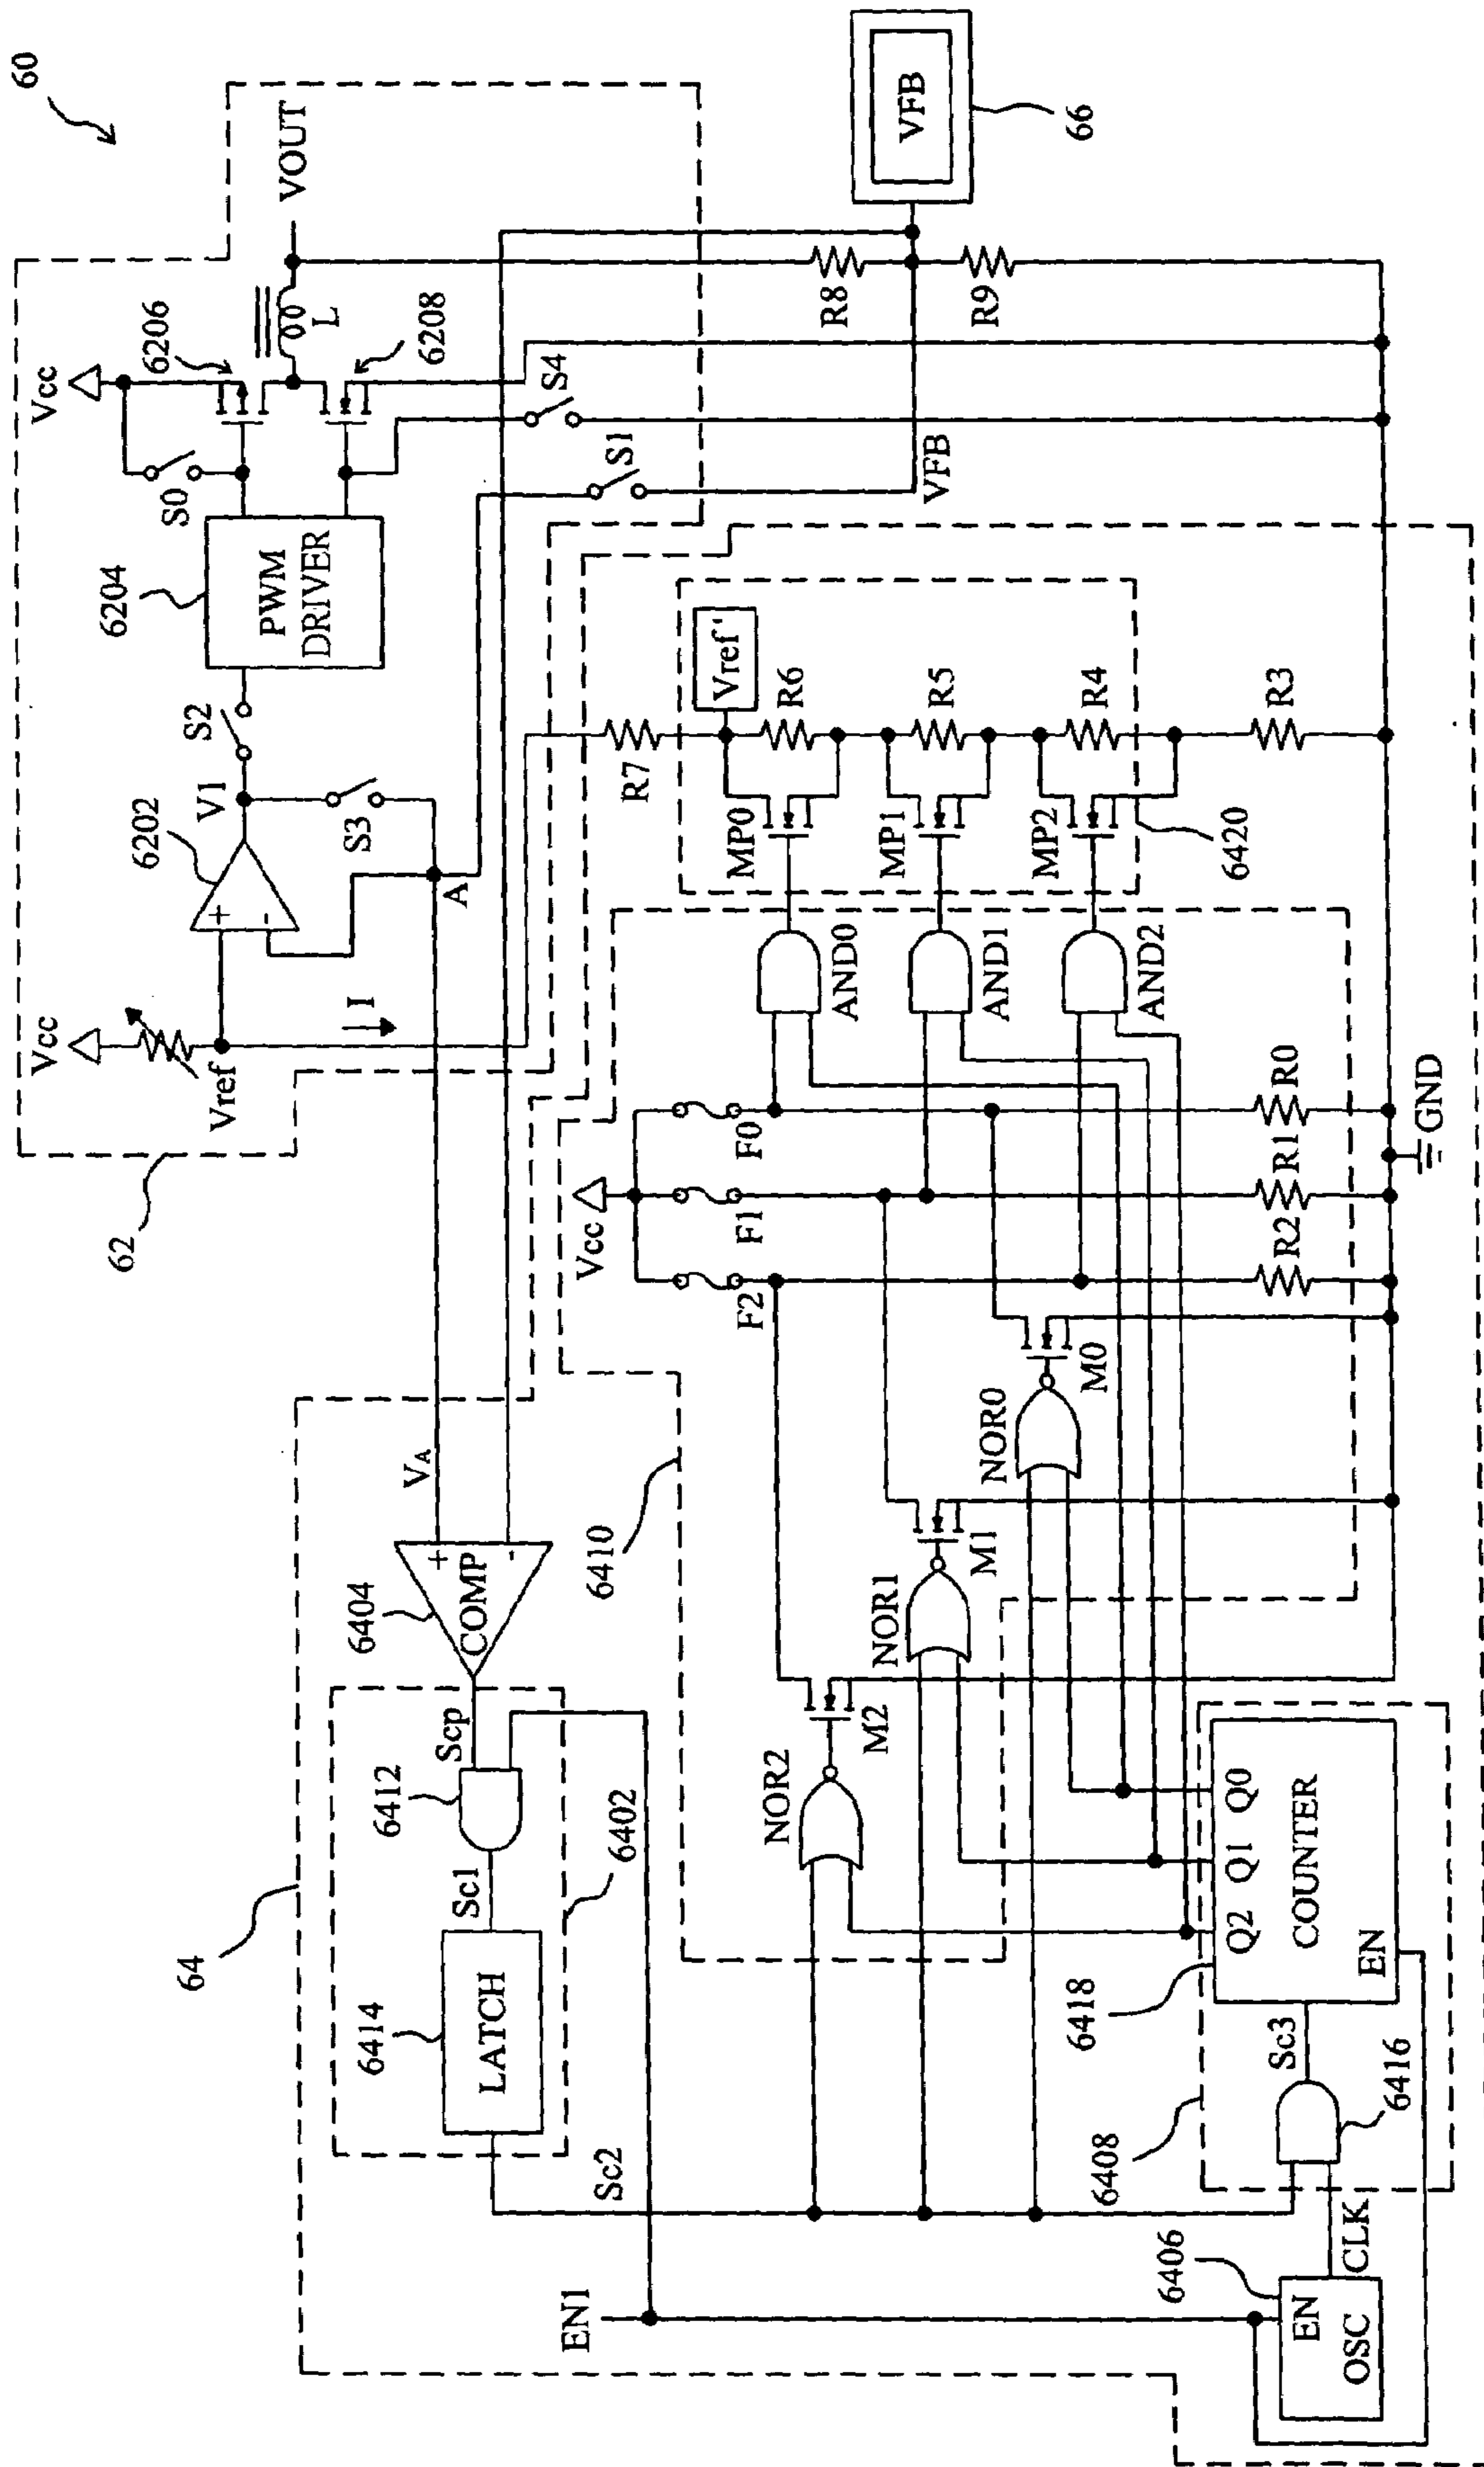 60
62
Vcc
Vref
I
6202
+
-
V1
S2
S3
A
6204
PWM
DRIVER
S0
Vcc
6206
6208
L
VOUT
S4
S1
VFB
R8
R9
VFB
66
64
6404
COMP
+
-
VA
Scp
6412
Sc1
6402
6414
LATCH
Sc2
EN1
6410
Vcc
F2
F1
F0
R2
R1
R0
GND
NOR2
M2
NOR1
M1
NOR0
M0
AND0
AND1
AND2
MP0
MP1
MP2
6420
R7
Vref'
R6
R5
R4
R3
6406
EN
OSC
CLK
6408
6416
Sc3
6418
Q2
Q1
Q0
COUNTER
EN